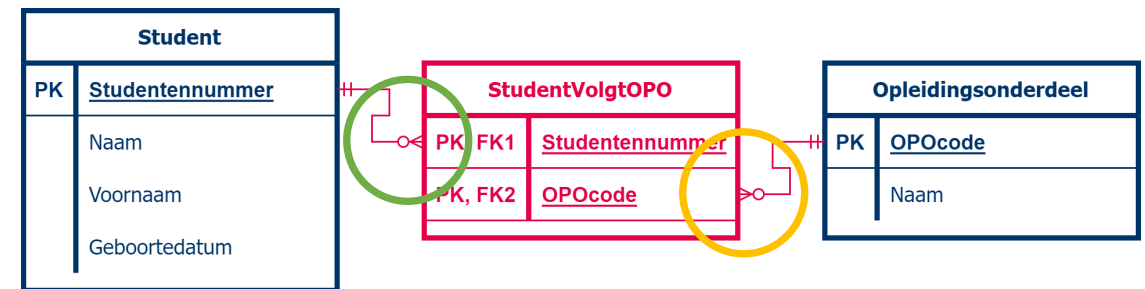 Student
PK Studentennummer
Naam
Voornaam
Geboortedatum
StudentVolgtOPO
PK, FK1 Studentennummer
PK, FK2 OPOcode
Opleidingsonderdeel
PK OPOcode
Naam